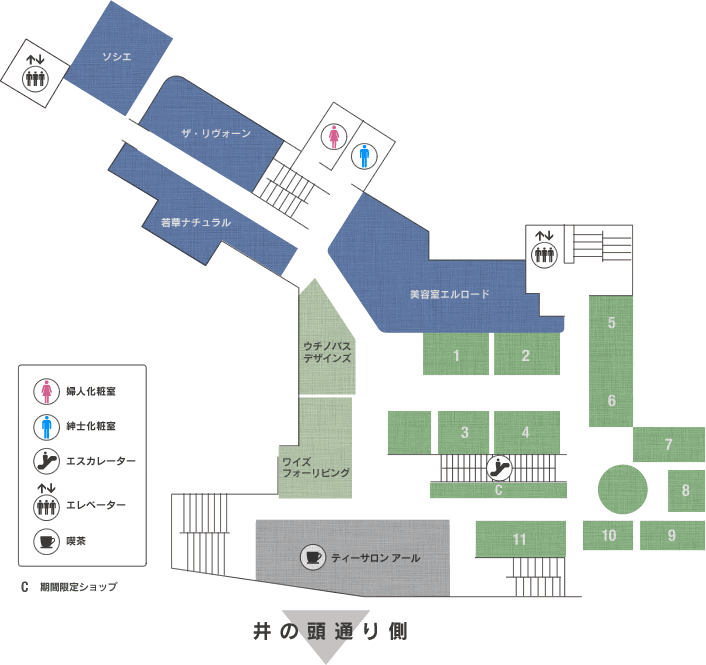 ソシエ
ザ・リヴォーン
若草ナチュラル
美容室エルロード
ウチノバス
デザインズ
1
2
5
6
3
4
7
8
C
ワイズ
フォーリビング
9
10
11
ティーサロン アール
婦人化粧室
紳士化粧室
エスカレーター
エレベーター
喫茶
C 期間限定ショップ
井の頭通り側